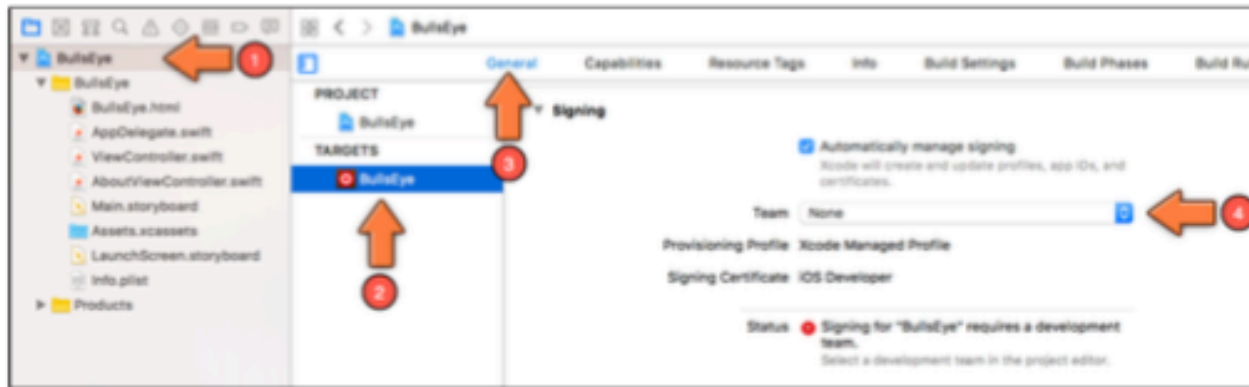 BullsEye
BullsEye 1
General Capabilities Resource Tags Info Build Settings Build Phases Build Ru
BullsEye
BullsEye.html
AppDelegate.swift
ViewController.swift
AboutViewController.swift
Main.storyboard
Assets.xcassets
LaunchScreen.storyboard
Info.plist
Products
PROJECT
BullsEye
TARGETS
BullsEye
2
3
Signing
Automatically manage signing
Xcode will create and update profiles, app IDs, and
certificates.
Team None 4
Provisioning Profile Xcode Managed Profile
Signing Certificate iOS Developer
Status Signing for "BullsEye" requires a development
team.
Select a development team in the project editor.